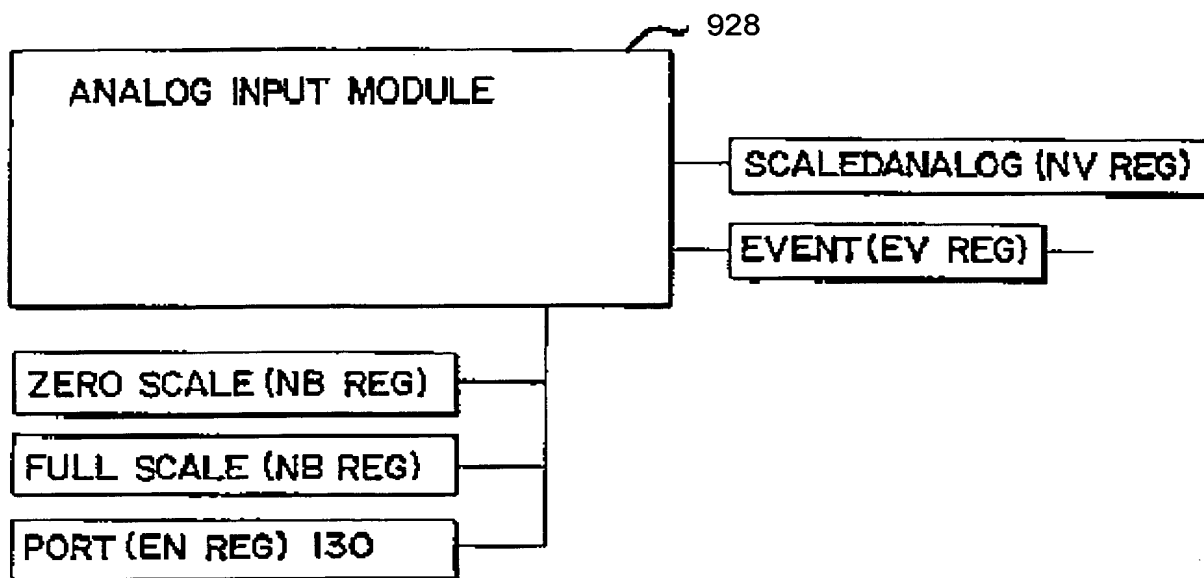 928
ANALOG INPUT MODULE
SCALEDANALOG (NV REG)
EVENT (EV REG)
ZERO SCALE (NB REG)
FULL SCALE (NB REG)
PORT (EN REG) 130